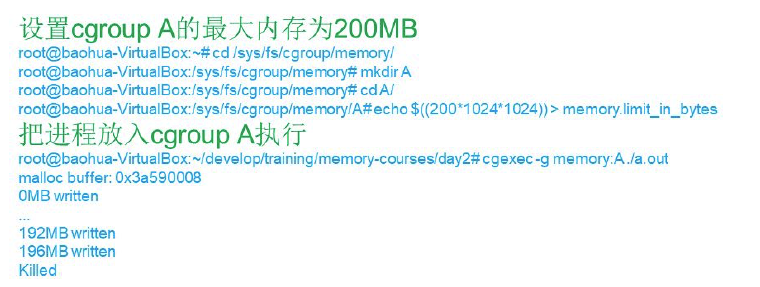 设置cgroup A的最大内存为200MB
root@baohua-VirtualBox:~# cd /sys/fs/cgroup/memory/
root@baohua-VirtualBox:/sys/fs/cgroup/memory# mkdir A
root@baohua-VirtualBox:/sys/fs/cgroup/memory# cd A/
root@baohua-VirtualBox:/sys/fs/cgroup/memory/A# echo $((200*1024*1024)) > memory.limit_in_bytes
把进程放入cgroup A执行
root@baohua-VirtualBox:~/develop/training/memory-courses/day2# cgexec -g memory:A ./a.out
malloc buffer: 0x3a590008
0MB written
...
192MB written
196MB written
Killed